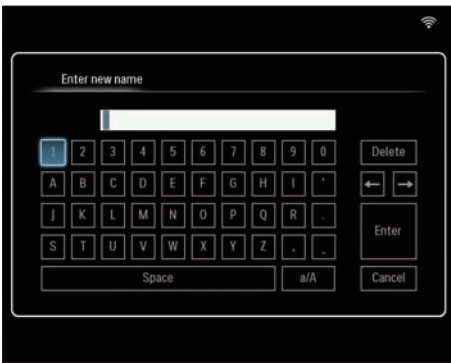 Enter new name
1 2 3 4 5 6 7 8 9 0 Delete
A B C D E F G H I ' ← →
J K L M N O P Q R . Enter
S T U V W X Y Z , _
Space a/A Cancel